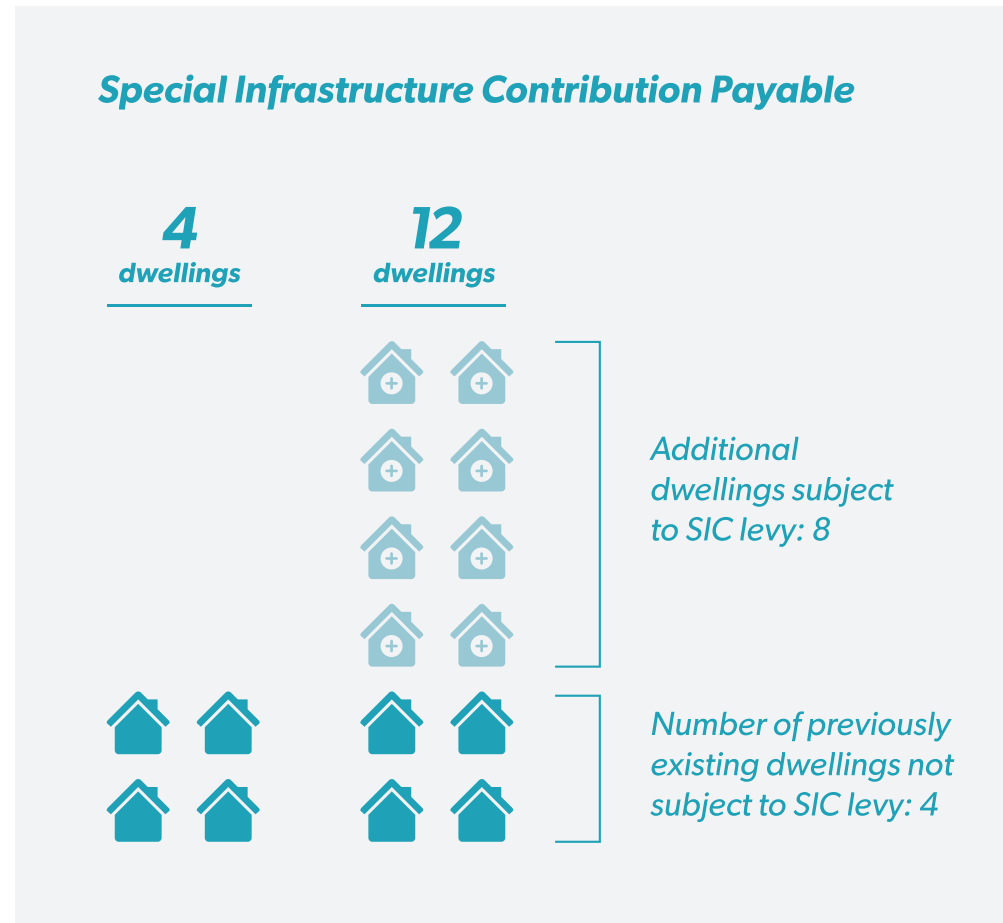 Special Infrastructure Contribution Payable
4
dwellings
12
dwellings
Additional
dwellings subject
to SIC levy: 8
Number of previously
existing dwellings not
subject to SIC levy: 4